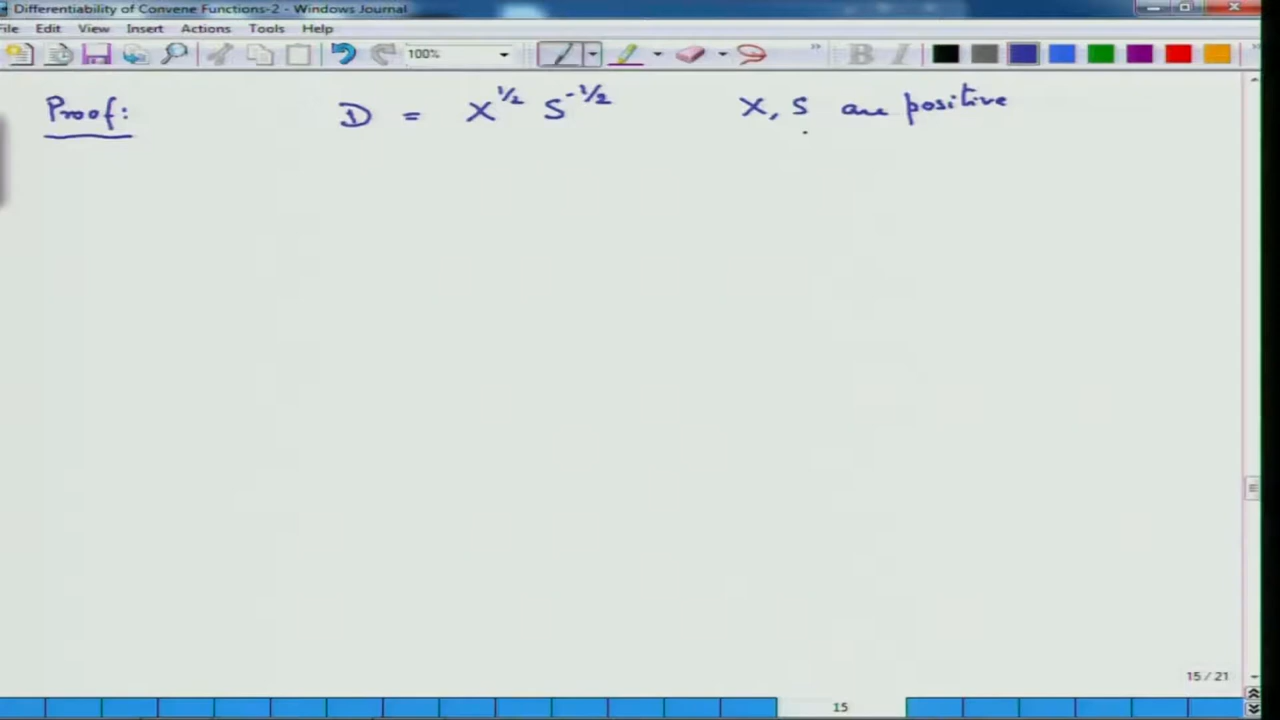 Differentiability of Convene Functions-2 - Windows Journal
File Edit View Insert Actions Tools Help
100%
B I
Proof: D = X^{1/2} S^{-1/2} X, S are positive
15 / 21
15